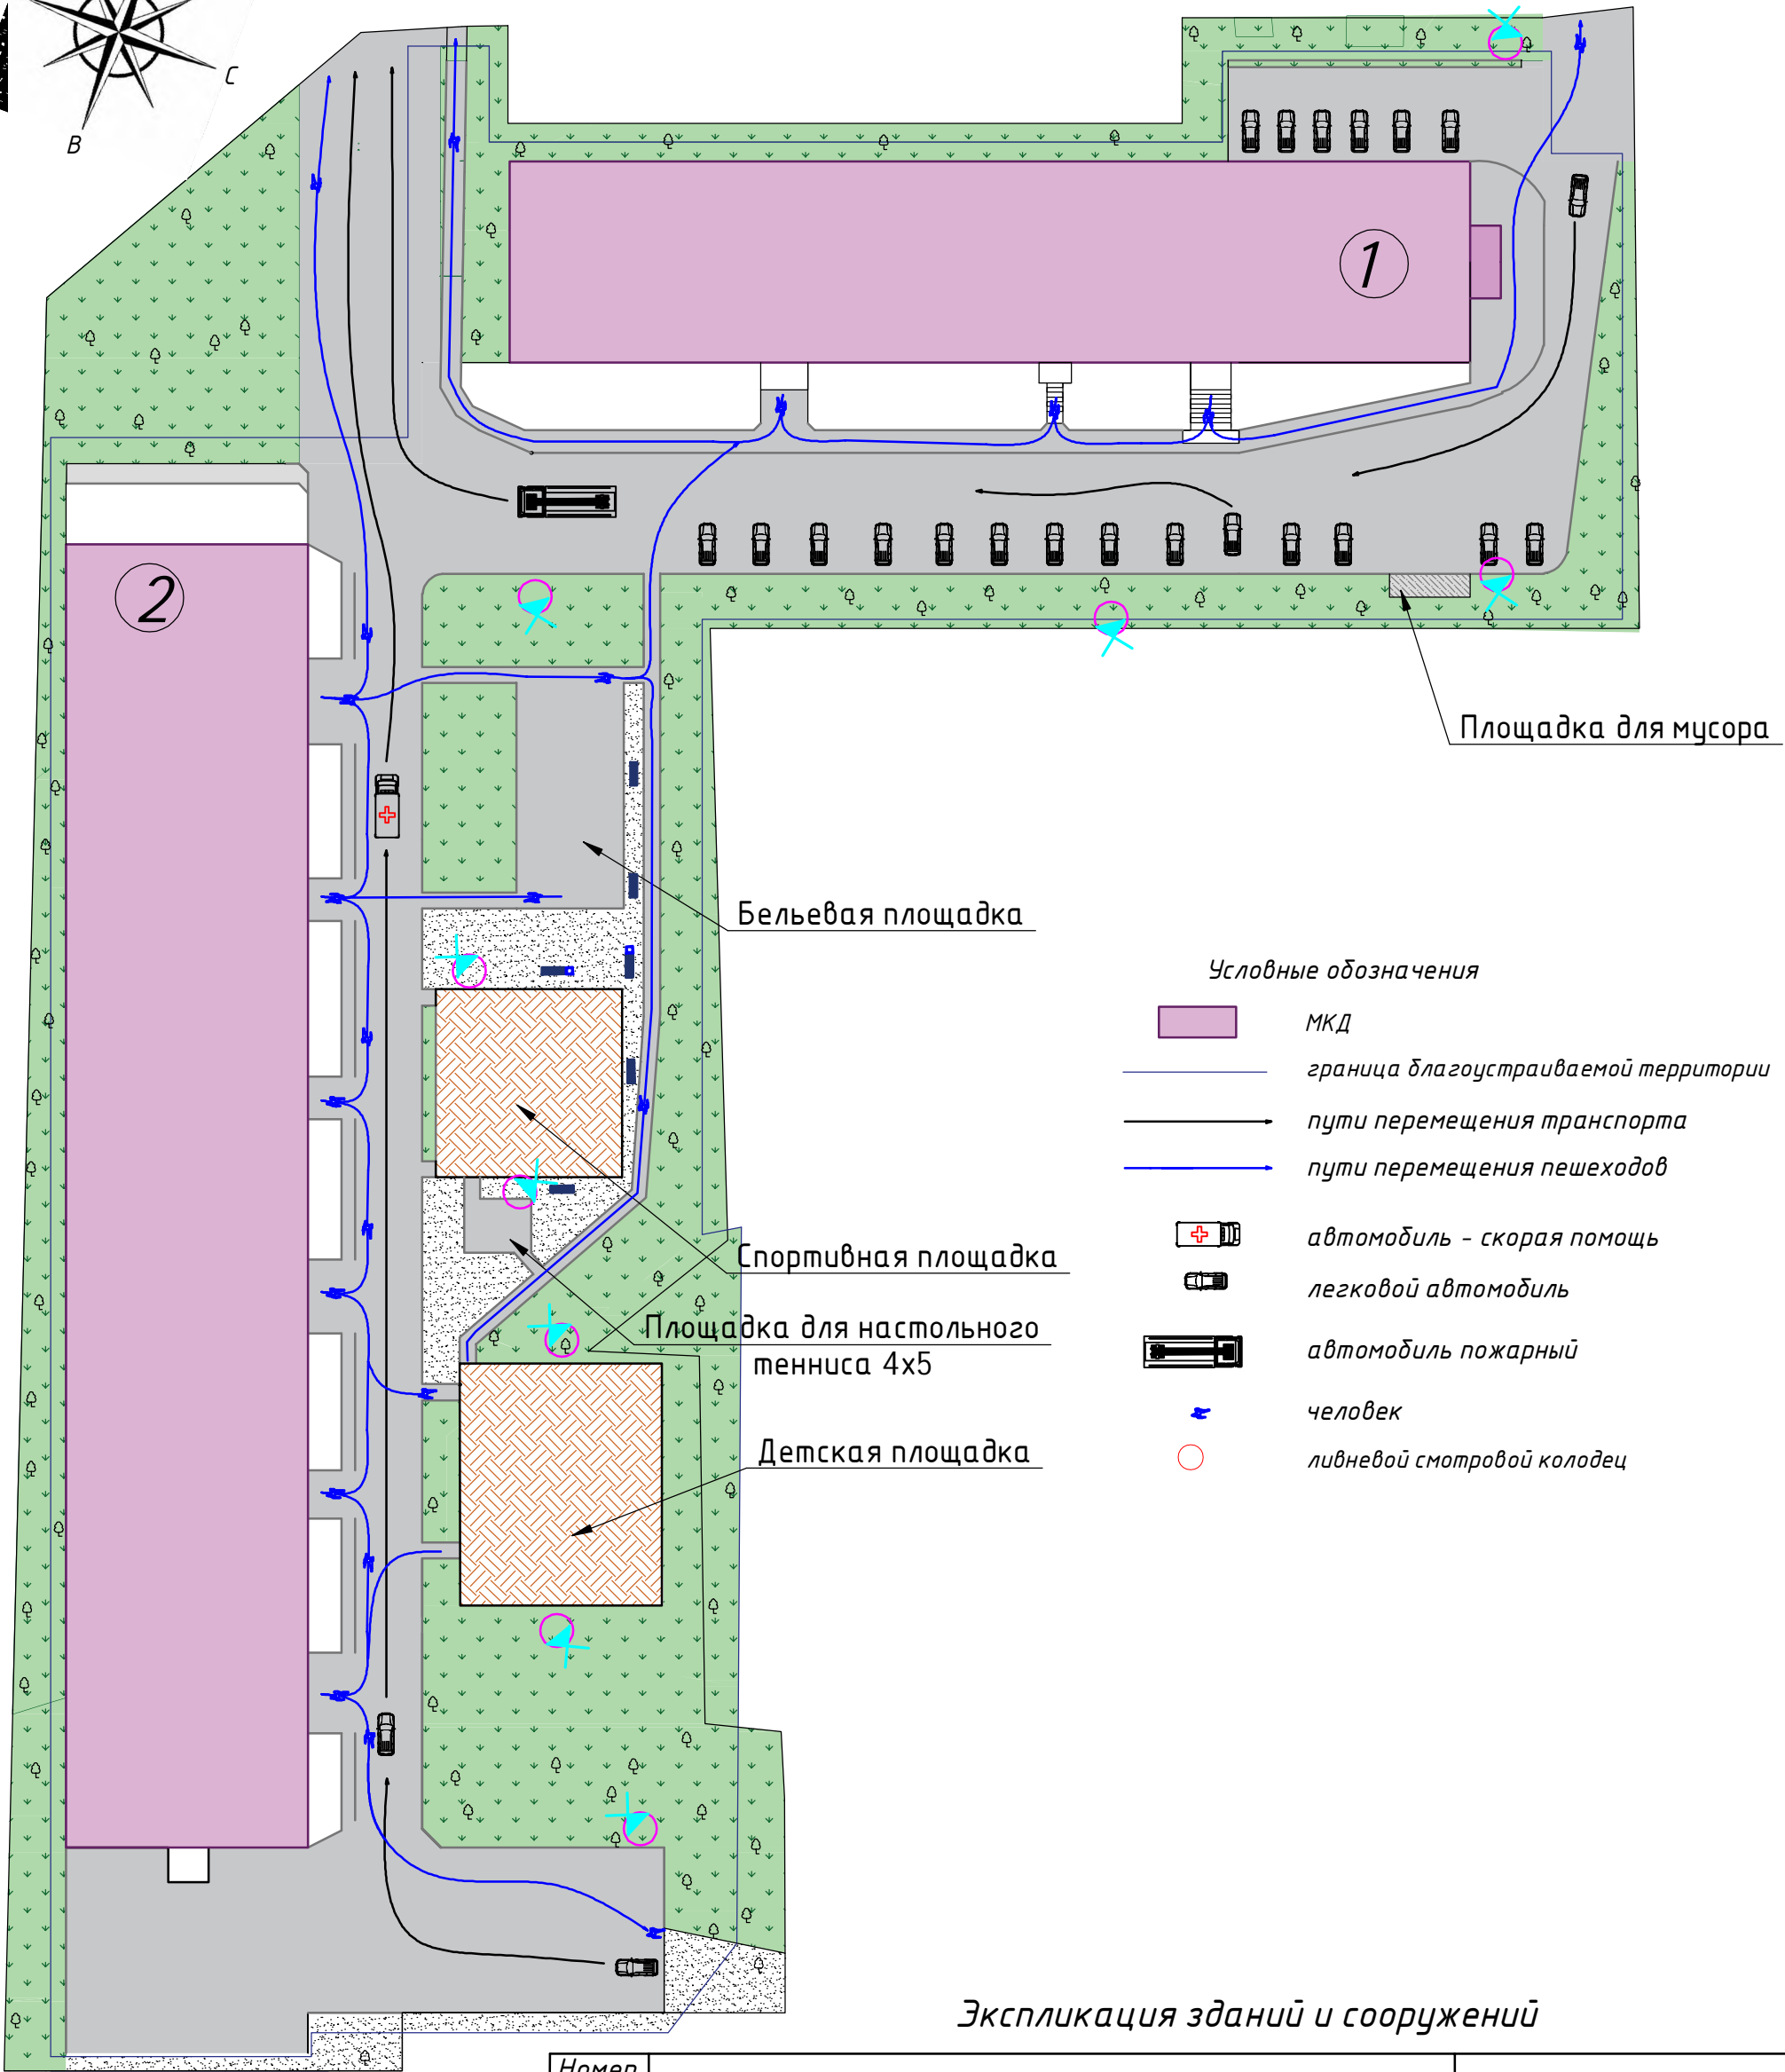 С
В
1
2
Площадка для мусора
Бельевая площадка
Условные обозначения
МКД
граница благоустраиваемой территории
пути перемещения транспорта
пути перемещения пешеходов
автомобиль - скорая помощь
легковой автомобиль
автомобиль пожарный
человек
ливневой смотровой колодец
Спортивная площадка
Площадка для настольного
тенниса 4х5
Детская площадка
Экспликация зданий и сооружений
Номер